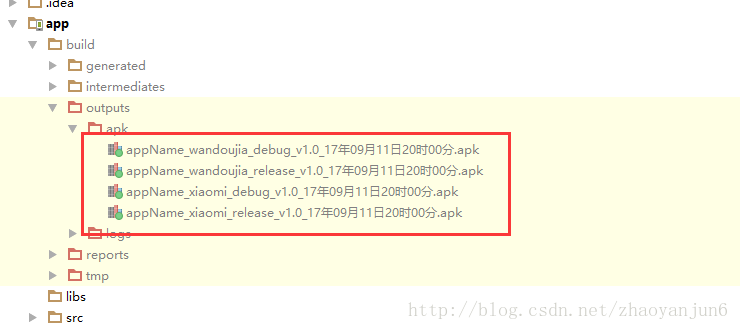 .idea
app
build
generated
intermediates
outputs
apk
appName_wandoujia_debug_v1.0_17年09月11日20时00分.apk
appName_wandoujia_release_v1.0_17年09月11日20时00分.apk
appName_xiaomi_debug_v1.0_17年09月11日20时00分.apk
appName_xiaomi_release_v1.0_17年09月11日20时00分.apk
logs
reports
tmp
libs
http://blog.csdn.net/zhaoyanjun6
src